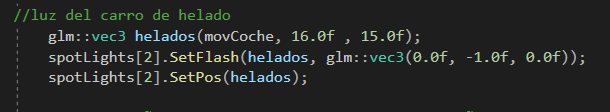 //luz del carro de helado
glm::vec3 helados(movCoche, 16.0f , 15.0f);
spotLights[2].SetFlash(helados, glm::vec3(0.0f, -1.0f, 0.0f));
spotLights[2].SetPos(helados);